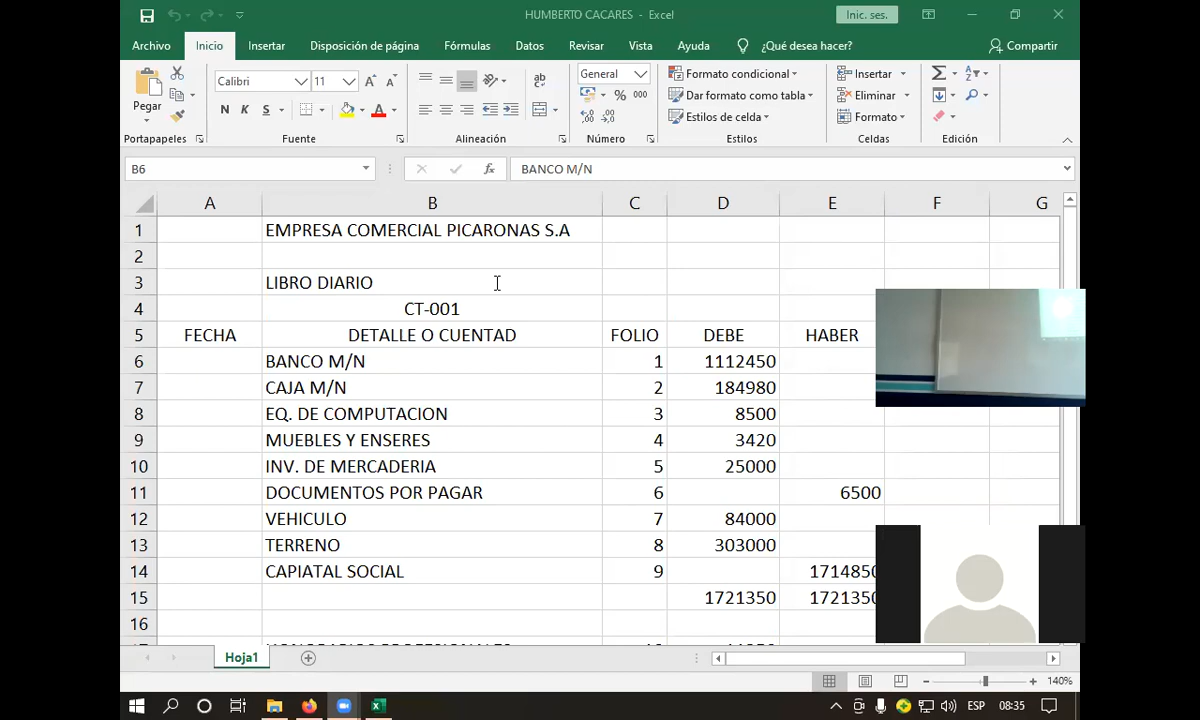 HUMBERTO CACARES - Excel
Inic. ses.
Archivo Inicio Insertar Disposición de página Fórmulas Datos Revisar Vista Ayuda ¿Qué desea hacer? Compartir
Pegar
Calibri 11
N K S
General
% 000
Formato condicional
Dar formato como tabla
Estilos de celda
Insertar
Eliminar
Formato
Portapapeles Fuente Alineación Número Estilos Celdas Edición
B6 fx BANCO M/N
A B C D E F G
1 EMPRESA COMERCIAL PICARONAS S.A
2
3 LIBRO DIARIO
4 CT-001
5 FECHA DETALLE O CUENTAD FOLIO DEBE HABER
6 BANCO M/N 1 1112450
7 CAJA M/N 2 184980
8 EQ. DE COMPUTACION 3 8500
9 MUEBLES Y ENSERES 4 3420
10 INV. DE MERCADERIA 5 25000
11 DOCUMENTOS POR PAGAR 6 6500
12 VEHICULO 7 84000
13 TERRENO 8 303000
14 CAPIATAL SOCIAL 9 1714850
15 1721350 1721350
16
Hoja1
140%
ESP 08:35